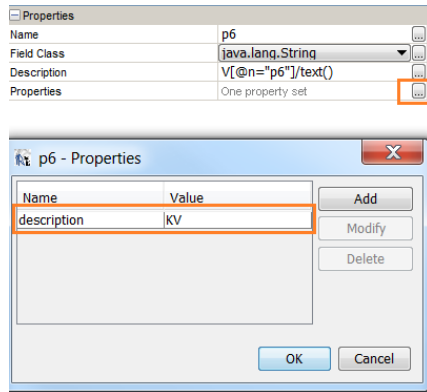 Properties
Name p6 ...
Field Class java.lang.String ...
Description V[@n="p6"]/text() ...
Properties One property set ...
p6 - Properties
Name Value Add
description KV Modify
Delete
OK Cancel